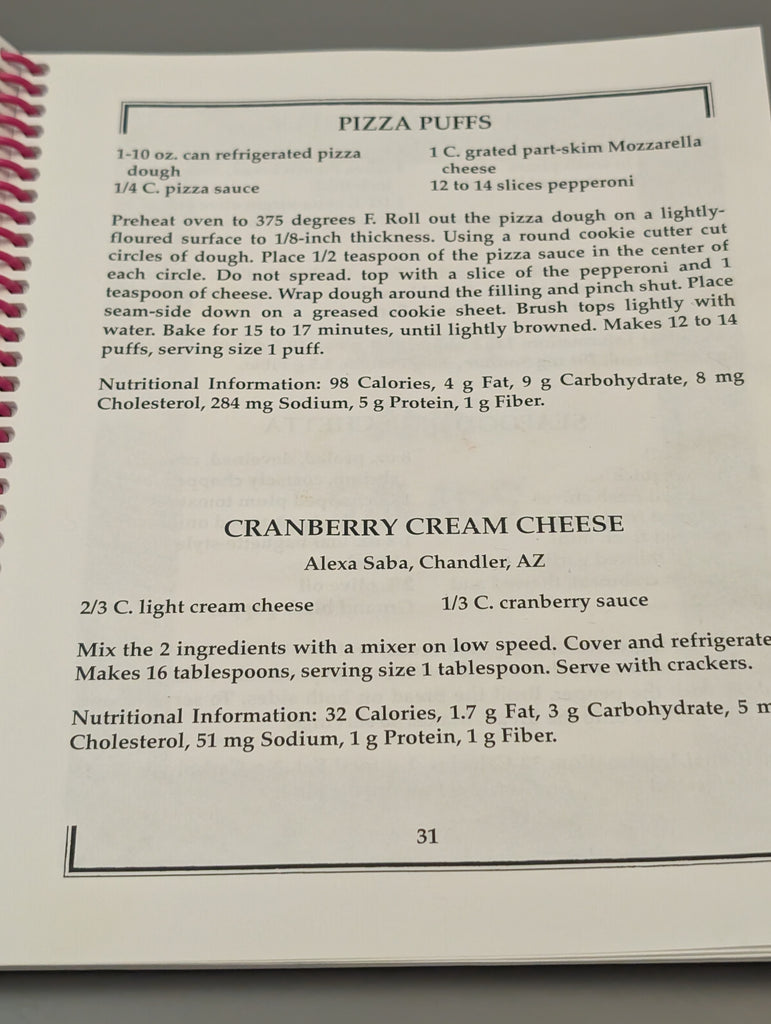 PIZZA PUFFS
1-10 oz. can refrigerated pizza
dough
1/4 C. pizza sauce
1 C. grated part-skim Mozzarella
cheese
12 to 14 slices pepperoni
Preheat oven to 375 degrees F. Roll out the pizza dough on a lightly-
floured surface to 1/8-inch thickness. Using a round cookie cutter cut
circles of dough. Place 1/2 teaspoon of the pizza sauce in the center of
each circle. Do not spread. top with a slice of the pepperoni and 1
teaspoon of cheese. Wrap dough around the filling and pinch shut. Place
seam-side down on a greased cookie sheet. Brush tops lightly with
water. Bake for 15 to 17 minutes, until lightly browned. Makes 12 to 14
puffs, serving size 1 puff.
Nutritional Information: 98 Calories, 4 g Fat, 9 g Carbohydrate, 8 mg
Cholesterol, 284 mg Sodium, 5 g Protein, 1 g Fiber.
CRANBERRY CREAM CHEESE
Alexa Saba, Chandler, AZ
2/3 C. light cream cheese
1/3 C. cranberry sauce
Mix the 2 ingredients with a mixer on low speed. Cover and refrigerate
Makes 16 tablespoons, serving size 1 tablespoon. Serve with crackers.
Nutritional Information: 32 Calories, 1.7 g Fat, 3 g Carbohydrate, 5 m
Cholesterol, 51 mg Sodium, 1 g Protein, 1 g Fiber.
31